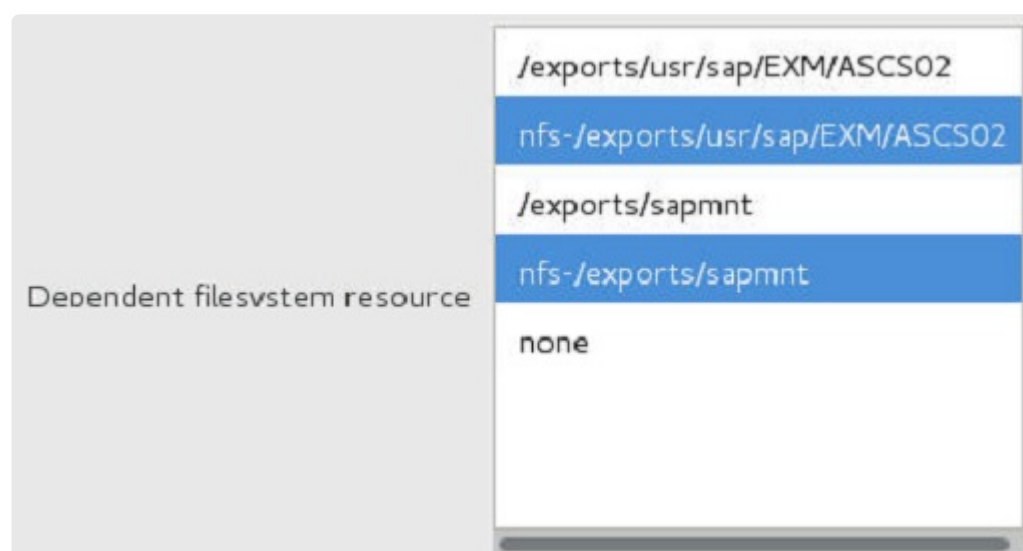 /exports/usr/sap/EXM/ASCS02
nfs-/exports/usr/sap/EXM/ASCS02
/exports/sapmnt
nfs-/exports/sapmnt
Dependent filesystem resource
none